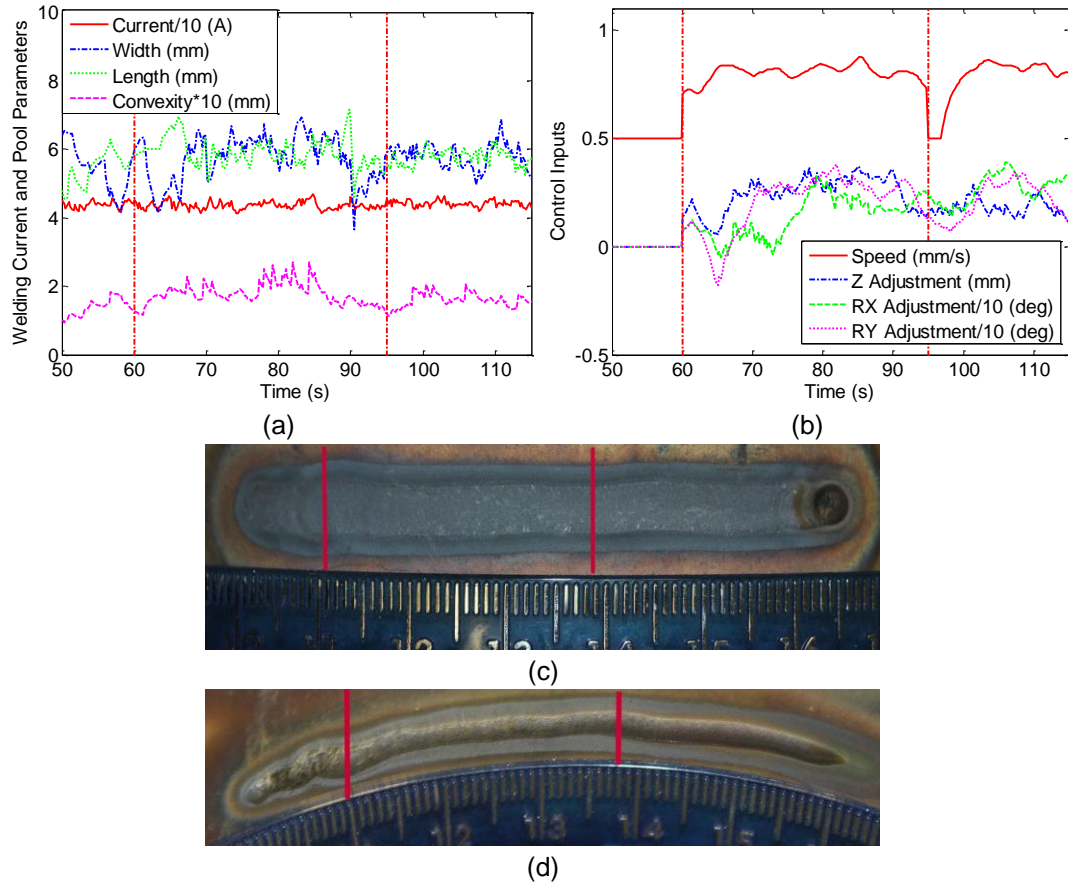 Welding Current and Pool Parameters
Current/10 (A)
Width (mm)
Length (mm)
Convexity*10 (mm)
10
8
6
4
2
0
50 60 70 80 90 100 110
Time (s)
(a)
Control Inputs
1
0.5
0
-0.5
Speed (mm/s)
Z Adjustment (mm)
RX Adjustment/10 (deg)
RY Adjustment/10 (deg)
50 60 70 80 90 100 110
Time (s)
(b)
12 13 14 15 16
(c)
12 13 14 15
(d)